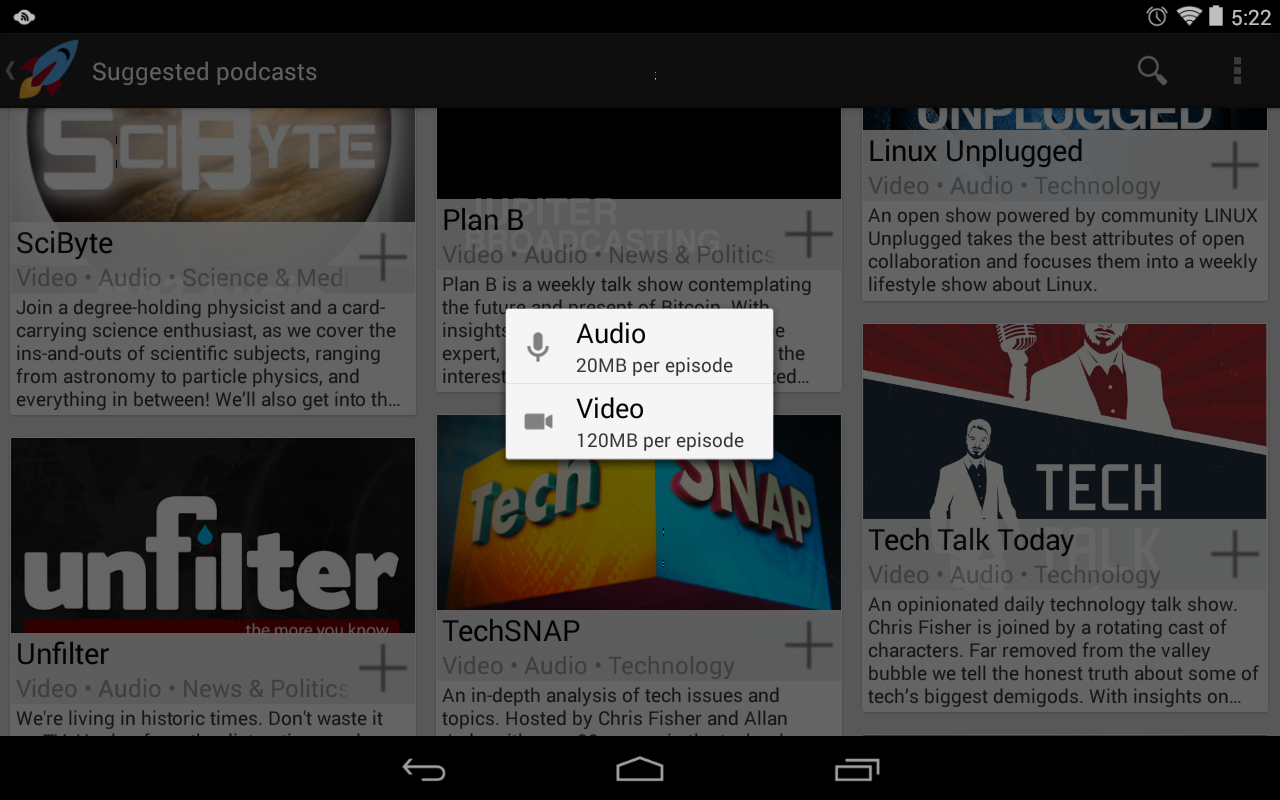 5:22
Suggested podcasts
SCIBYTE
SciByte
Video • Audio • Science & Medi
Join a degree-holding physicist and a card-
carrying science enthusiast, as we cover the
ins-and-outs of scientific subjects, ranging
from astronomy to particle physics, and
everything in between! We'll also get into th…
unfilter
the more you know
Unfilter
Video • Audio • News & Politics
We're living in historic times. Don't waste it
JUPITER
BROADCASTING
Plan B
Video • Audio • News & Politics
Plan B is a weekly talk show contemplating
the future and present of Bitcoin. With
insights
expert,
the
interest
Audio
20MB per episode
Video
120MB per episode
Tech SNAP
TechSNAP
Video • Audio • Technology
An in-depth analysis of tech issues and
topics. Hosted by Chris Fisher and Allan
UNPLUGGED
Linux Unplugged
Video • Audio • Technology
An open show powered by community LINUX
Unplugged takes the best attributes of open
collaboration and focuses them into a weekly
lifestyle show about Linux.
TECH
TALK
Tech Talk Today
Video • Audio • Technology
An opinionated daily technology talk show.
Chris Fisher is joined by a rotating cast of
characters. Far removed from the valley
bubble we tell the honest truth about some of
tech's biggest demigods. With insights on…